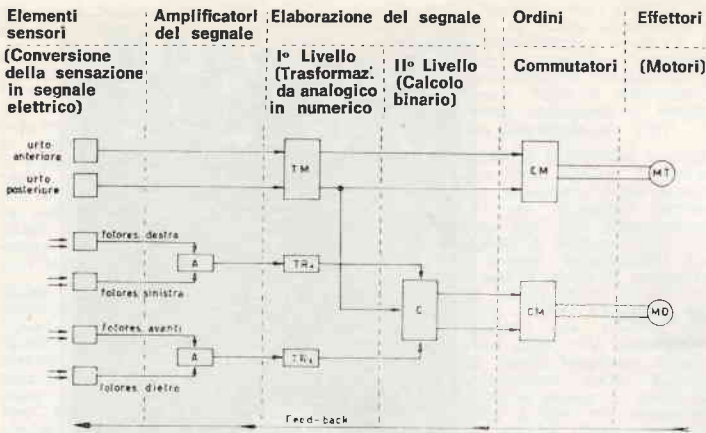 Elementi sensori
Amplificatori del segnale
Elaborazione del segnale
Ordini
Effettori
(Conversione della sensazione in segnale elettrico)
I° Livello (Trasformaz. da analogico in numerico
II° Livello (Calcolo binario)
Commutatori
(Motori)
urto anteriore
urto posteriore
TM
CM
MT
fotores. destra
A
TR₄
fotores. sinistra
C
CM
MD
fotores. avanti
A
fotores. dietro
Feed-back